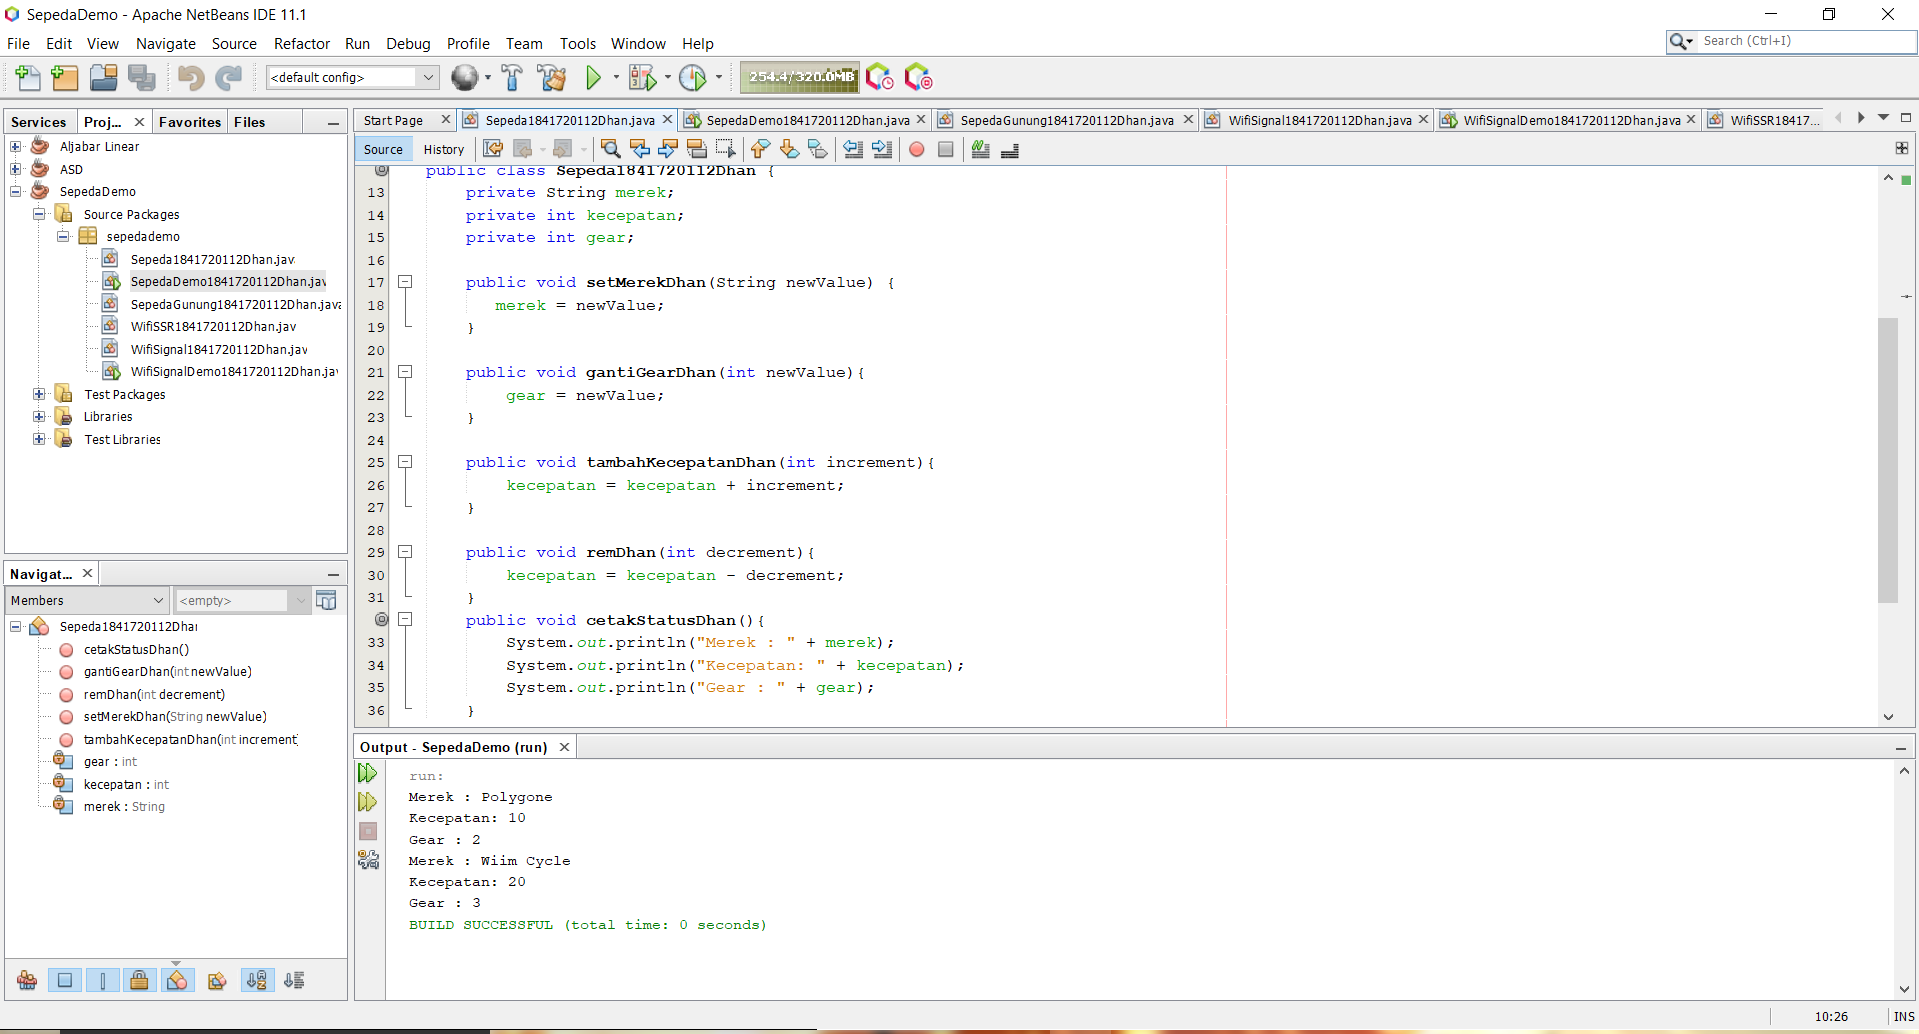 SepedaDemo - Apache NetBeans IDE 11.1
File Edit View Navigate Source Refactor Run Debug Profile Team Tools Window Help
Search (Ctrl+I)
<default config>
254.4/320.0MB
Services Proj... Favorites Files
Start Page Sepeda1841720112Dhan.java SepedaDemo1841720112Dhan.java SepedaGunung1841720112Dhan.java WifiSignal1841720112Dhan.java WifiSignalDemo1841720112Dhan.java WifiSSR18417...
Source History
Aljabar Linear
ASD
SepedaDemo
Source Packages
sepedademo
Sepeda1841720112Dhan.jav
SepedaDemo1841720112Dhan.jav
SepedaGunung1841720112Dhan.java
WifiSSR1841720112Dhan.jav
WifiSignal1841720112Dhan.jav
WifiSignalDemo1841720112Dhan.jav
Test Packages
Libraries
Test Libraries
public class Sepeda1841720112Dhan {
13 private String merek;
14 private int kecepatan;
15 private int gear;
16
17 public void setMerekDhan(String newValue) {
18 merek = newValue;
19 }
20
21 public void gantiGearDhan(int newValue){
22 gear = newValue;
23 }
24
25 public void tambahKecepatanDhan(int increment){
26 kecepatan = kecepatan + increment;
27 }
28
29 public void remDhan(int decrement){
30 kecepatan = kecepatan - decrement;
31 }
public void cetakStatusDhan(){
33 System.out.println("Merek : " + merek);
34 System.out.println("Kecepatan: " + kecepatan);
35 System.out.println("Gear : " + gear);
36 }
Navigat...
Members <empty>
Sepeda1841720112Dhan
cetakStatusDhan()
gantiGearDhan(int newValue)
remDhan(int decrement)
setMerekDhan(String newValue)
tambahKecepatanDhan(int increment)
gear : int
kecepatan : int
merek : String
Output - SepedaDemo (run)
run:
Merek : Polygone
Kecepatan: 10
Gear : 2
Merek : Wiim Cycle
Kecepatan: 20
Gear : 3
BUILD SUCCESSFUL (total time: 0 seconds)
10:26 INS